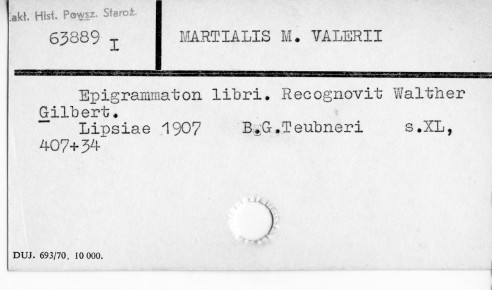 Zakł. Hist. Powsz. Staroż.
63889 I
MARTIALIS M. VALERII
Epigrammaton libri. Recognovit Walther
Gilbert.
Lipsiae 1907 B.G.Teubneri s.XL,
407+34
DUJ. 693/70. 10 000.